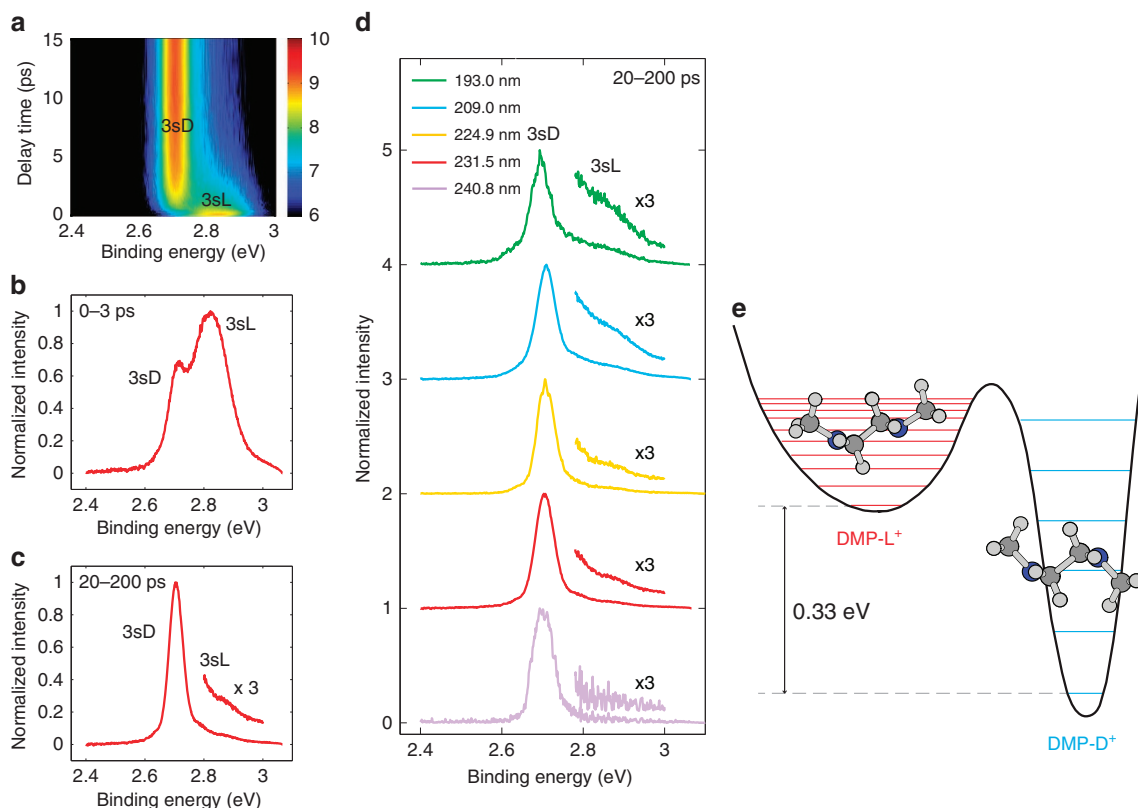 a
15
10
5
0
Delay time (ps)
3sD
3sL
2.4
2.6
2.8
3
Binding energy (eV)
10
9
8
7
6
b
0–3 ps
3sD
3sL
1
0.8
0.6
0.4
0.2
0
Normalized intensity
2.4
2.6
2.8
3
Binding energy (eV)
c
20–200 ps
3sD
3sL
x 3
1
0.8
0.6
0.4
0.2
0
Normalized intensity
2.4
2.6
2.8
3
Binding energy (eV)
d
20–200 ps
193.0 nm
209.0 nm
224.9 nm
231.5 nm
240.8 nm
3sD
3sL
x3
x3
x3
x3
x3
5
4
3
2
1
0
Normalized intensity
2.4
2.6
2.8
3
Binding energy (eV)
e
DMP-L⁺
0.33 eV
DMP-D⁺